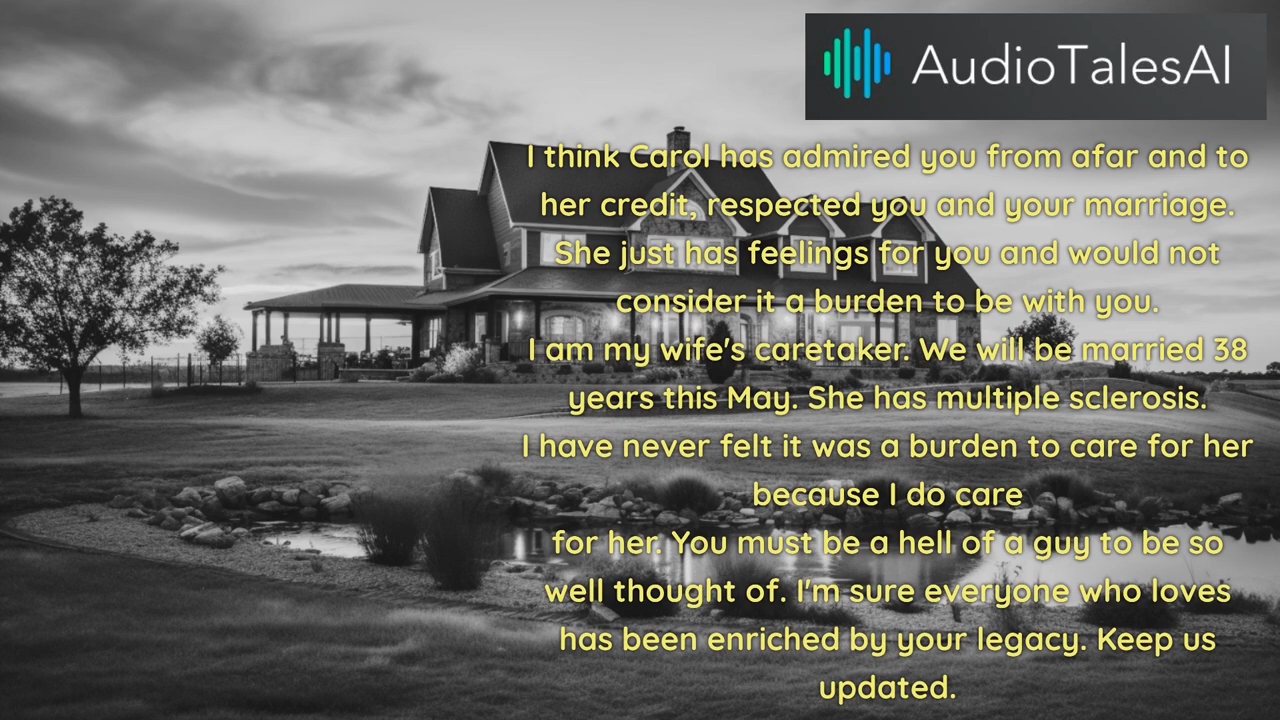 AudioTalesAI
I think Carol has admired you from afar and to
her credit, respected you and your marriage.
She just has feelings for you and would not
consider it a burden to be with you.
I am my wife's caretaker. We will be married 38
years this May. She has multiple sclerosis.
I have never felt it was a burden to care for her
because I do care
for her. You must be a hell of a guy to be so
well thought of. I'm sure everyone who loves
has been enriched by your legacy. Keep us
updated.